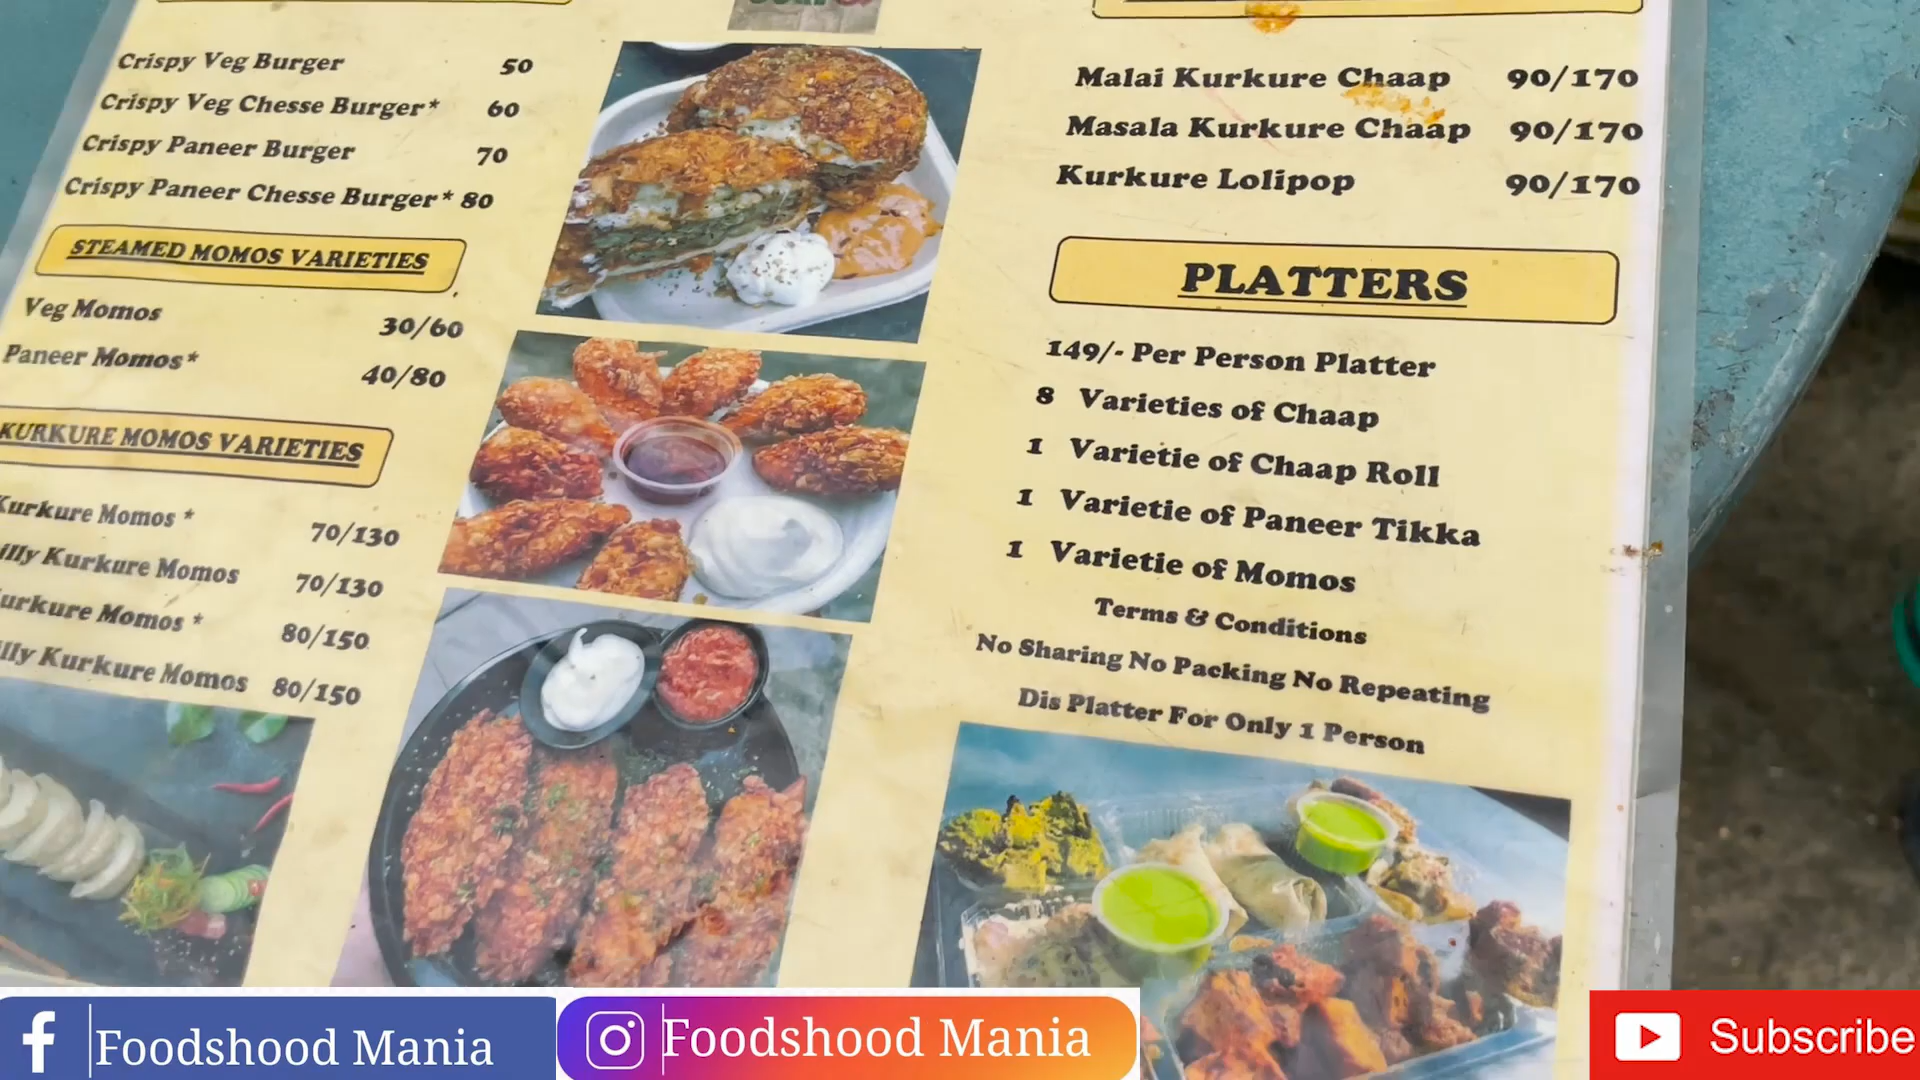 Crispy Veg Burger 50
Crispy Veg Chesse Burger* 60
Crispy Paneer Burger 70
Crispy Paneer Chesse Burger* 80
STEAMED MOMOS VARIETIES
Veg Momos 30/60
Paneer Momos* 40/80
KURKURE MOMOS VARIETIES
Kurkure Momos * 70/130
Kurkure Momos 70/130
Kurkure Momos * 80/150
Kurkure Momos 80/150
Malai Kurkure Chaap 90/170
Masala Kurkure Chaap 90/170
Kurkure Lolipop 90/170
PLATTERS
149/- Per Person Platter
8 Varieties of Chaap
1 Varietie of Chaap Roll
1 Varietie of Paneer Tikka
1 Varietie of Momos
Terms & Conditions
No Sharing No Packing No Repeating
Dis Platter For Only 1 Person
Foodshood Mania
Foodshood Mania
Subscribe